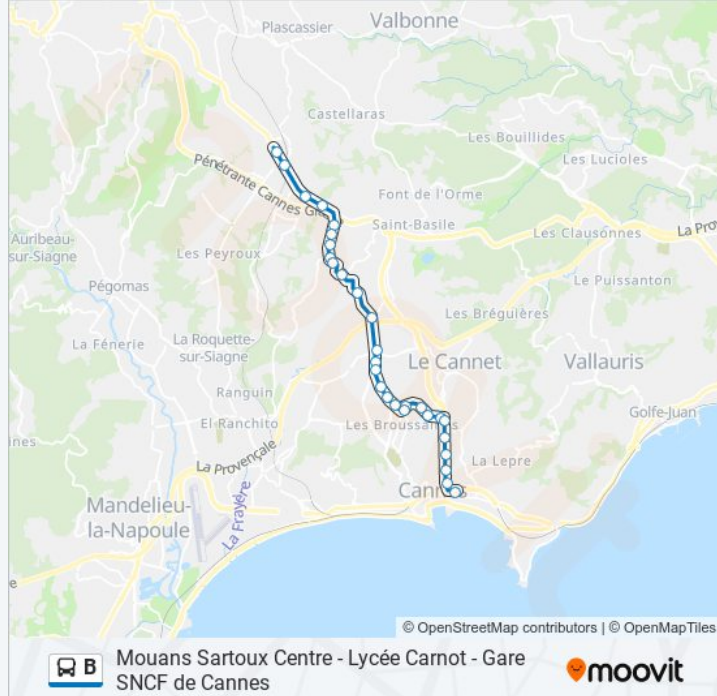 Plascassier
Valbonne
Castellaras
Les Bouillides
Les Lucioles
Pénétrante Cannes Gra
Font de l'Orme
Saint-Basile
Les Clausonnes
La Pro
Auribeau-
sur-Siagne
Les Peyroux
Le Puissanton
Pégomas
Les Bréguières
La Fénerie
La Roquette-
sur-Siagne
Le Cannet
Vallauris
Ranguin
Golfe-Juan
El Ranchito
Les Broussailles
ines
La Provençale
La Lepre
Cannes
Mandelieu-
la-Napoule
La Frayère
© OpenStreetMap contributors | © OpenMapTiles
B
Mouans Sartoux Centre - Lycée Carnot - Gare
SNCF de Cannes
moovit